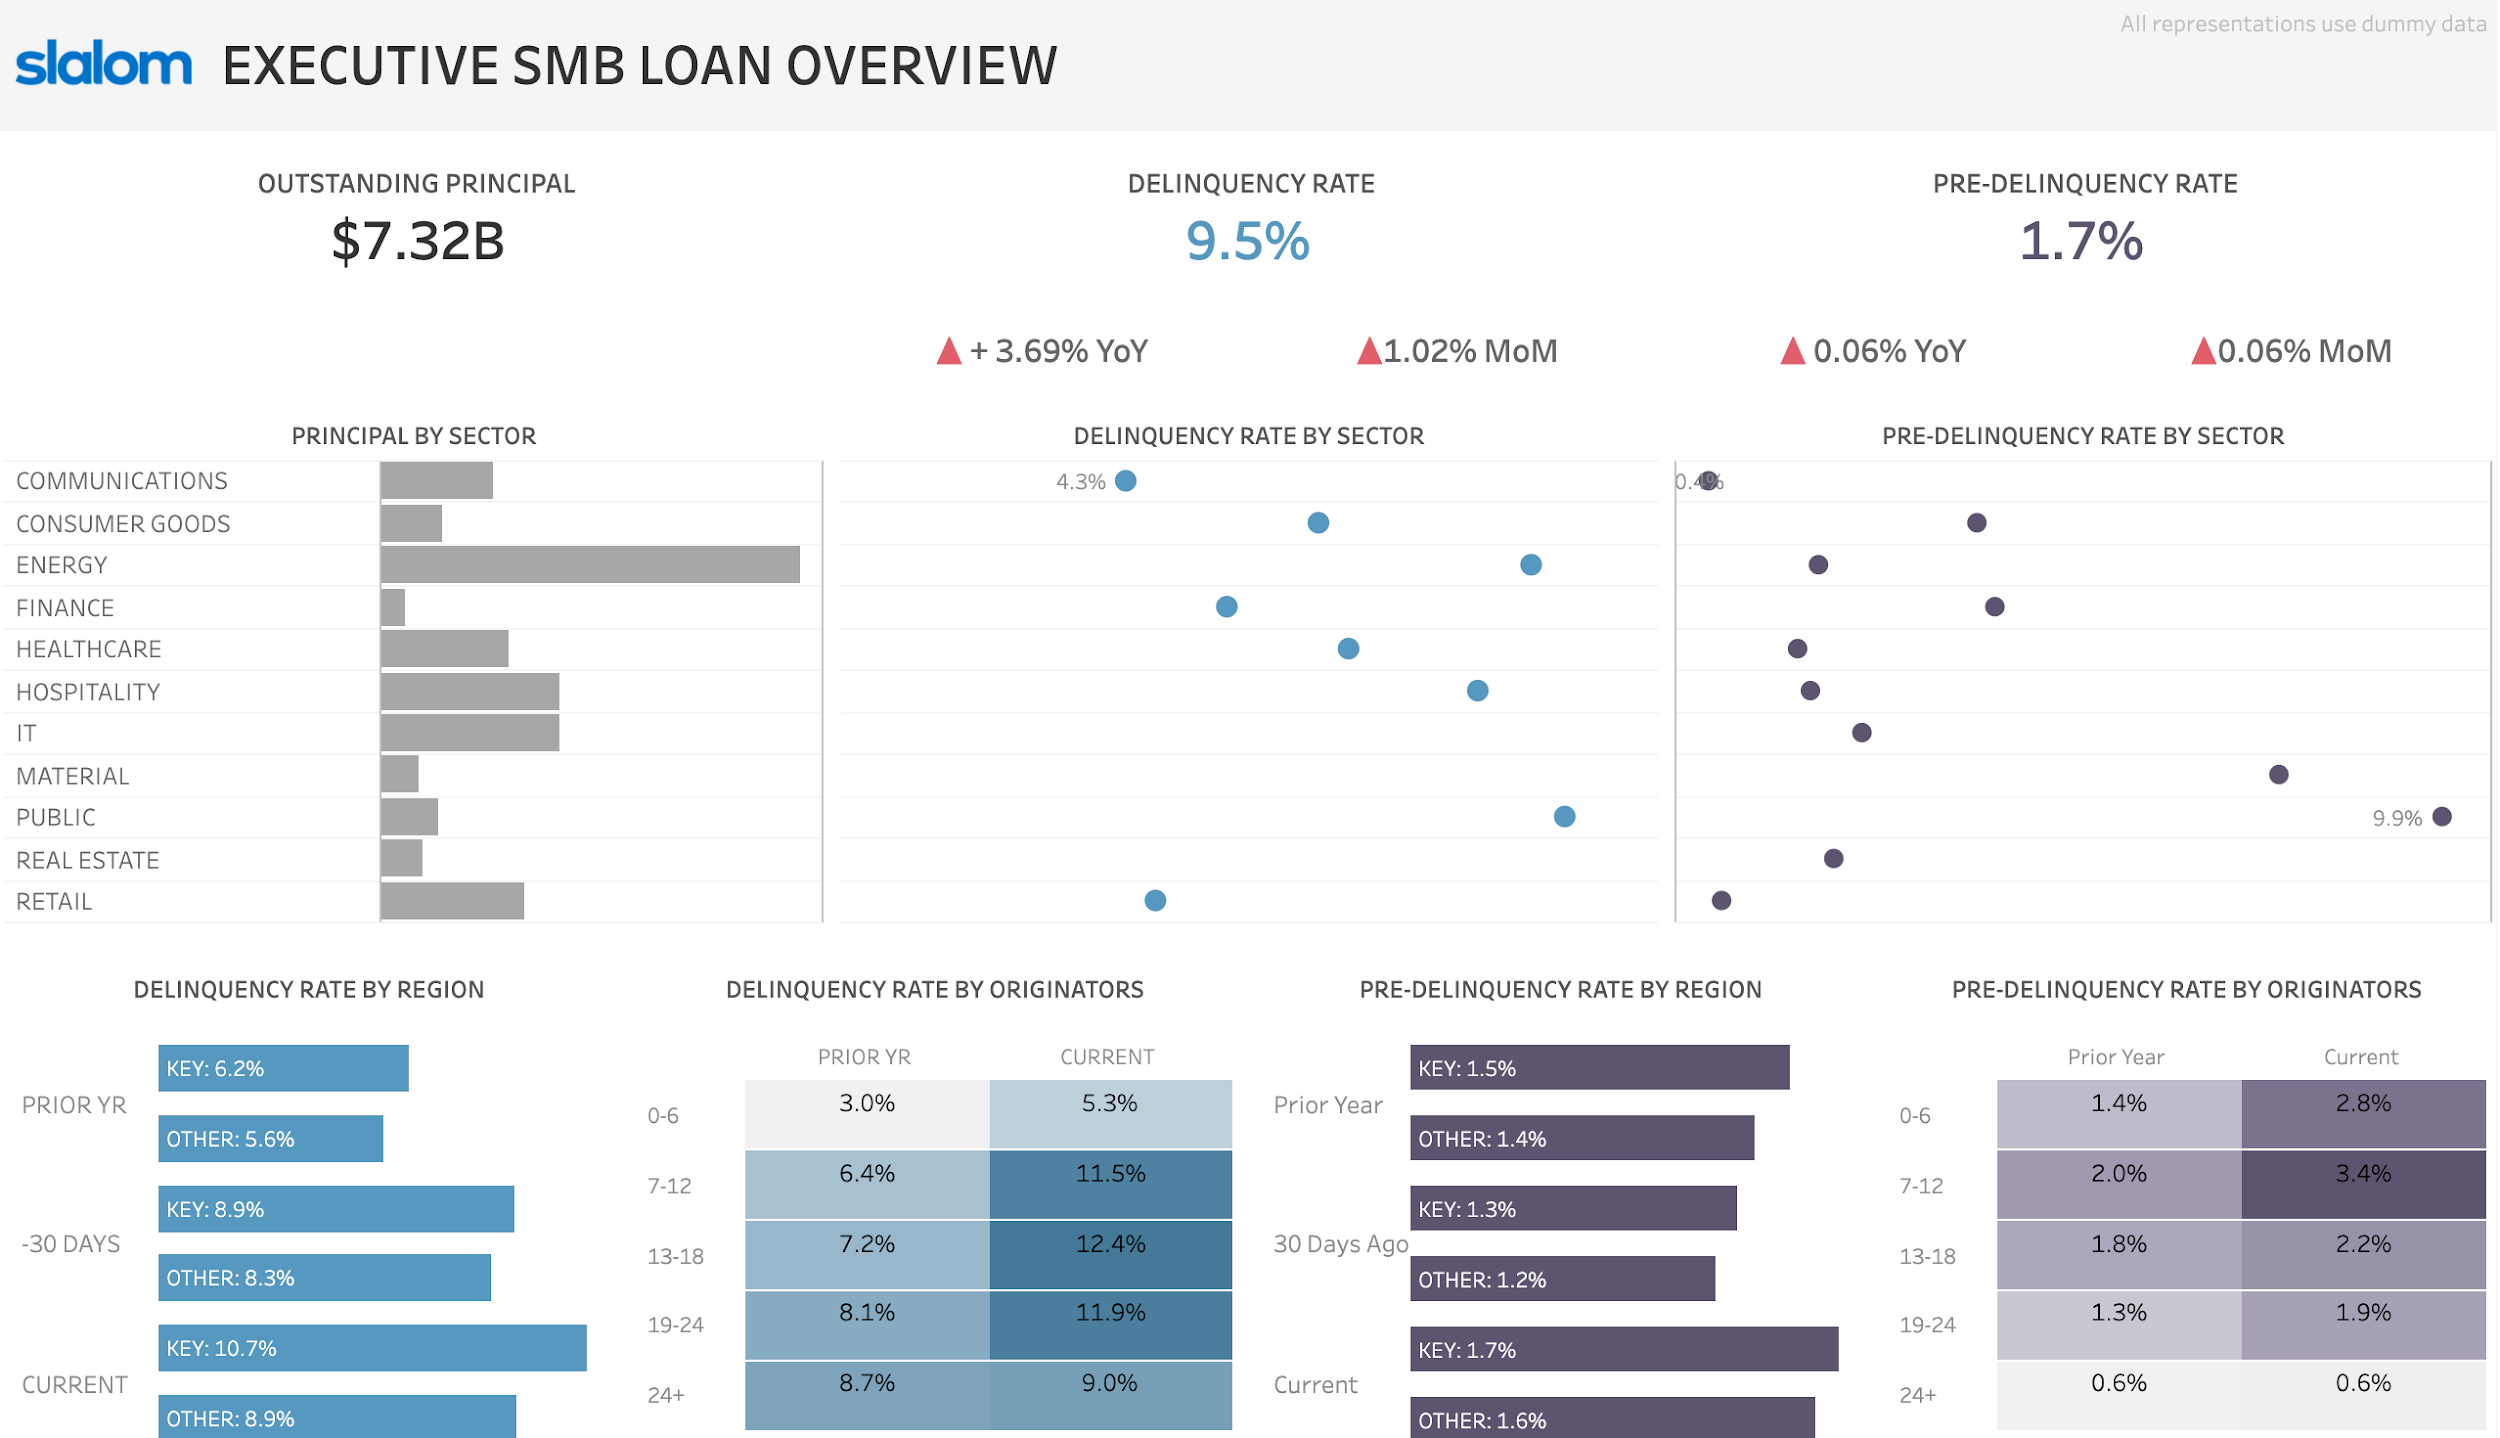 All representations use dummy data
slalom EXECUTIVE SMB LOAN OVERVIEW
OUTSTANDING PRINCIPAL
$7.32B
DELINQUENCY RATE
9.5%
▲ + 3.69% YoY
▲1.02% MoM
PRE-DELINQUENCY RATE
1.7%
▲ 0.06% YoY
▲0.06% MoM
PRINCIPAL BY SECTOR
COMMUNICATIONS
CONSUMER GOODS
ENERGY
FINANCE
HEALTHCARE
HOSPITALITY
IT
MATERIAL
PUBLIC
REAL ESTATE
RETAIL
DELINQUENCY RATE BY SECTOR
4.3%
PRE-DELINQUENCY RATE BY SECTOR
0.4%
9.9%
DELINQUENCY RATE BY REGION
PRIOR YR
KEY: 6.2%
OTHER: 5.6%
-30 DAYS
KEY: 8.9%
OTHER: 8.3%
CURRENT
KEY: 10.7%
OTHER: 8.9%
DELINQUENCY RATE BY ORIGINATORS
PRIOR YR CURRENT
0-6 3.0% 5.3%
7-12 6.4% 11.5%
13-18 7.2% 12.4%
19-24 8.1% 11.9%
24+ 8.7% 9.0%
PRE-DELINQUENCY RATE BY REGION
Prior Year
KEY: 1.5%
OTHER: 1.4%
30 Days Ago
KEY: 1.3%
OTHER: 1.2%
Current
KEY: 1.7%
OTHER: 1.6%
PRE-DELINQUENCY RATE BY ORIGINATORS
Prior Year Current
0-6 1.4% 2.8%
7-12 2.0% 3.4%
13-18 1.8% 2.2%
19-24 1.3% 1.9%
24+ 0.6% 0.6%